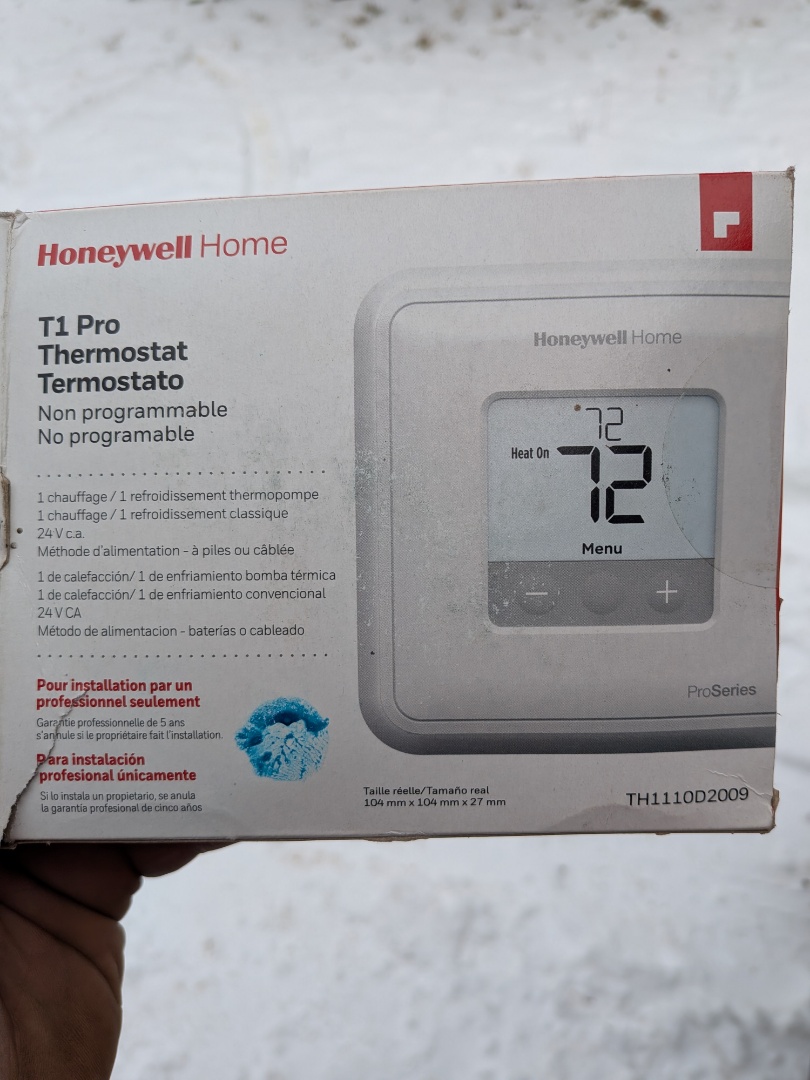 Honeywell Home
T1 Pro
Thermostat
Termostato
Non programmable
No programable
1 chauffage / 1 refroidissement thermopompe
1 chauffage / 1 refroidissement classique
24 V c.a.
Méthode d'alimentation - à piles ou câblée
1 de calefacción/ 1 de enfriamiento bomba térmica
1 de calefacción/ 1 de enfriamiento convencional
24 V CA
Método de alimentacion - baterías o cableado
Pour installation par un
professionnel seulement
Garantie professionnelle de 5 ans
s'annule si le propriétaire fait l'installation.
Para instalación
profesional únicamente
Si lo instala un propietario, se anula
la garantía profesional de cinco años
Honeywell Home
72
Heat On
72
Menu
− +
ProSeries
Taille réelle/Tamaño real
104 mm x 104 mm x 27 mm
TH1110D2009